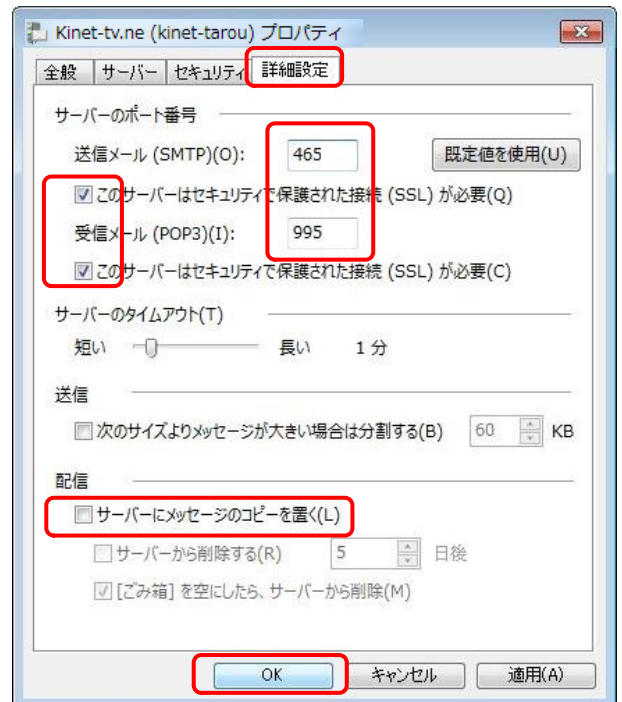 Kinet-tv.ne (kinet-tarou) プロパティ
全般 サーバー セキュリティ 詳細設定
サーバーのポート番号
送信メール (SMTP)(O): 465 既定値を使用(U)
このサーバーはセキュリティで保護された接続 (SSL) が必要(Q)
受信メール (POP3)(I): 995
このサーバーはセキュリティで保護された接続 (SSL) が必要(C)
サーバーのタイムアウト(T)
短い 長い 1 分
送信
次のサイズよりメッセージが大きい場合は分割する(B) 60 KB
配信
サーバーにメッセージのコピーを置く(L)
サーバーから削除する(R) 5 日後
[ごみ箱] を空にしたら、サーバーから削除(M)
OK キャンセル 適用(A)